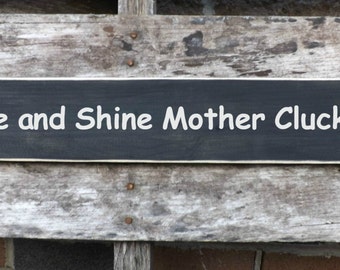 e and Shine Mother Cluck